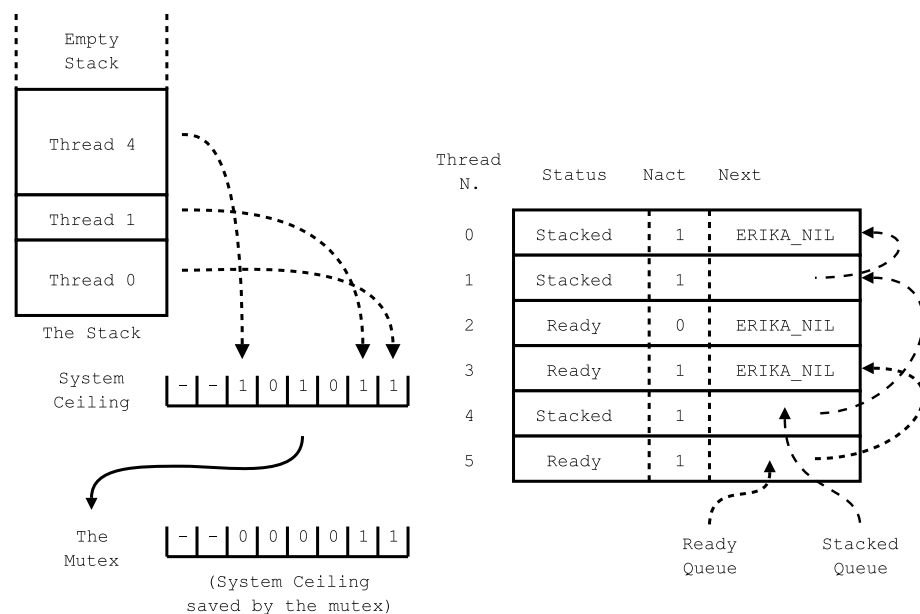 Empty
Stack
Thread 4
Thread 1
Thread 0
The Stack
System
Ceiling
- - 1 0 1 0 1 1
The
Mutex
- - 0 0 0 0 1 1
(System Ceiling
saved by the mutex)
Thread
N. Status Nact Next
0 Stacked 1 ERIKA_NIL
1 Stacked 1
2 Ready 0 ERIKA_NIL
3 Ready 1 ERIKA_NIL
4 Stacked 1
5 Ready 1
Ready
Queue
Stacked
Queue